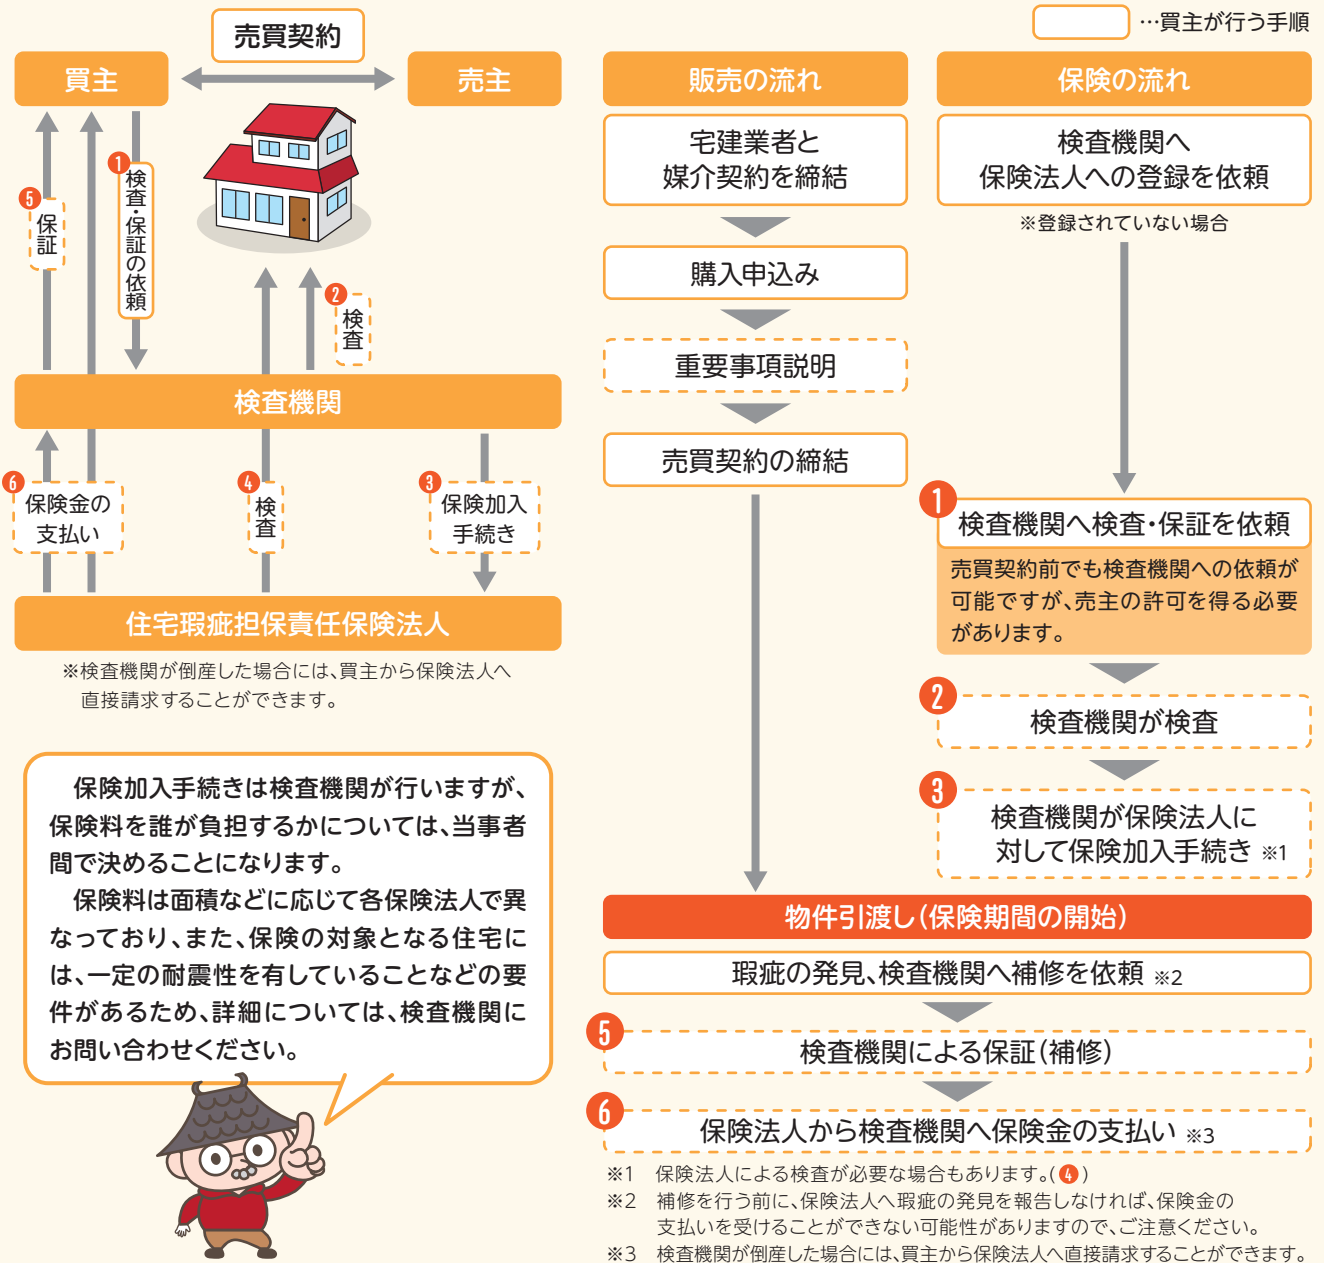 売買契約
買主
売主
❶
検査・保証の依頼
❺
保証
❷
検査
検査機関
❻
保険金の
支払い
❹
検査
❸
保険加入
手続き
住宅瑕疵担保責任保険法人
※検査機関が倒産した場合には、買主から保険法人へ
直接請求することができます。
保険加入手続きは検査機関が行いますが、
保険料を誰が負担するかについては、当事者
間で決めることになります。
保険料は面積などに応じて各保険法人で異
なっており、また、保険の対象となる住宅に
は、一定の耐震性を有していることなどの要
件があるため、詳細については、検査機関に
お問い合わせください。
…買主が行う手順
販売の流れ
宅建業者と
媒介契約を締結
購入申込み
重要事項説明
売買契約の締結
保険の流れ
検査機関へ
保険法人への登録を依頼
※登録されていない場合
❶
検査機関へ検査・保証を依頼
売買契約前でも検査機関への依頼が
可能ですが、売主の許可を得る必要
があります。
❷
検査機関が検査
❸
検査機関が保険法人に
対して保険加入手続き ※1
物件引渡し(保険期間の開始)
瑕疵の発見、検査機関へ補修を依頼 ※2
❺
検査機関による保証(補修)
❻
保険法人から検査機関へ保険金の支払い ※3
※1 保険法人による検査が必要な場合もあります。(❹)
※2 補修を行う前に、保険法人へ瑕疵の発見を報告しなければ、保険金の
支払いを受けることができない可能性がありますので、ご注意ください。
※3 検査機関が倒産した場合には、買主から保険法人へ直接請求することができます。